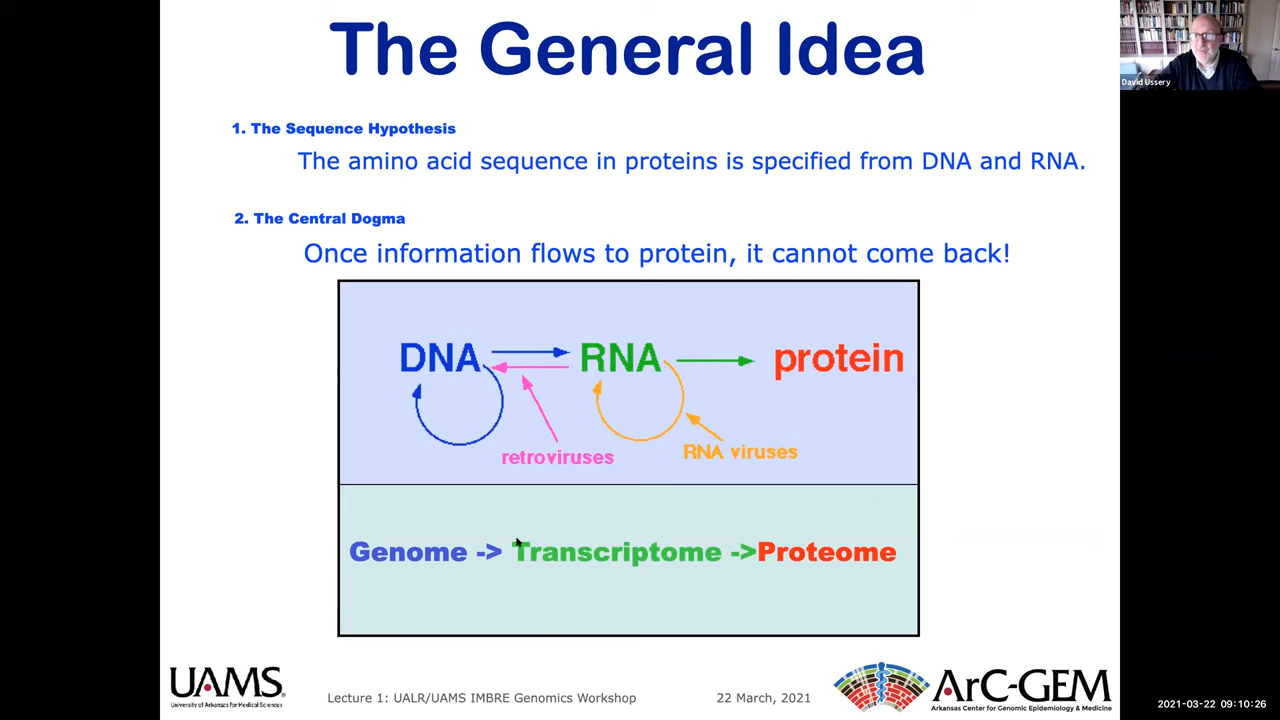 The General Idea
David Ussery
1. The Sequence Hypothesis
The amino acid sequence in proteins is specified from DNA and RNA.
2. The Central Dogma
Once information flows to protein, it cannot come back!
DNA RNA protein
retroviruses
RNA viruses
Genome -> Transcriptome ->Proteome
UAMS®
University of Arkansas for Medical Sciences
Lecture 1: UALR/UAMS IMBRE Genomics Workshop
22 March, 2021
ArC-GEM
Arkansas Center for Genomic Epidemiology & Medicine
2021-03-22 09:10:26